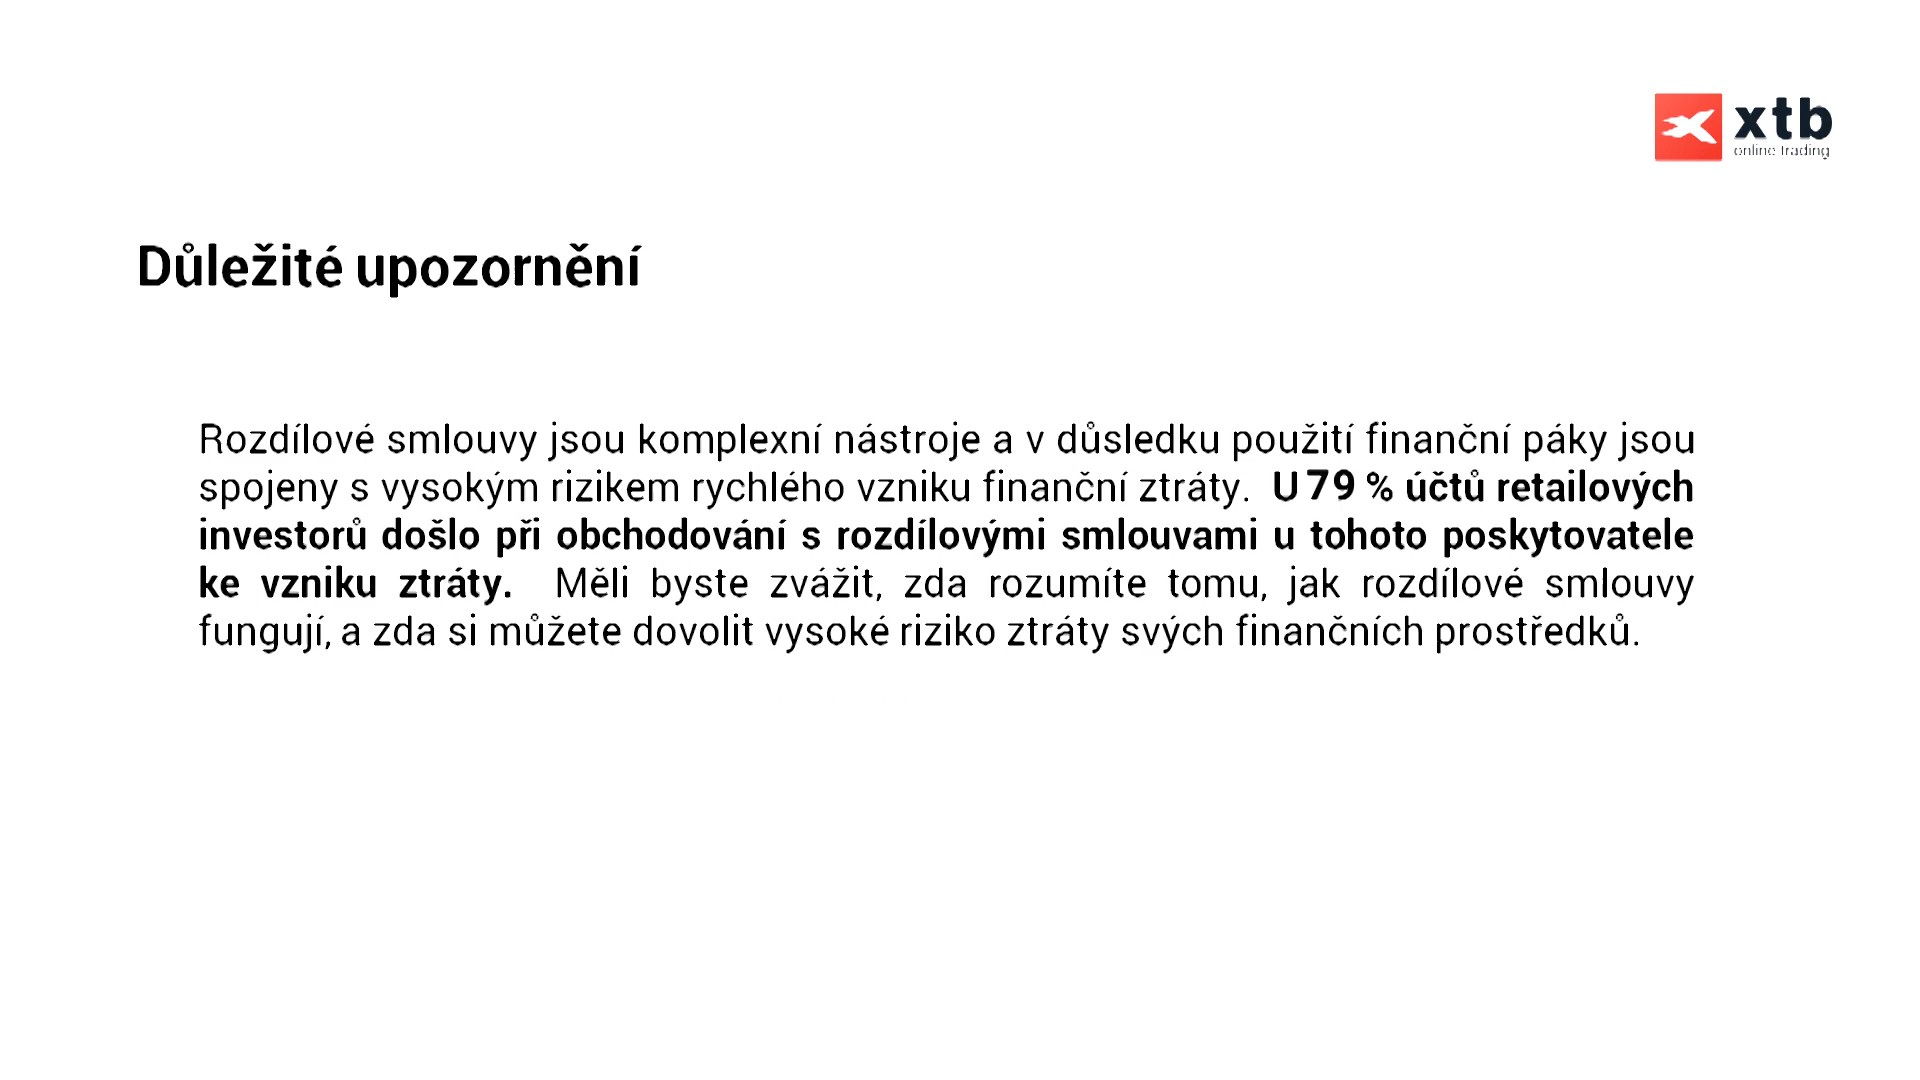 xtb
online trading
Důležité upozornění
Rozdílové smlouvy jsou komplexní nástroje a v důsledku použití finanční páky jsou
spojeny s vysokým rizikem rychlého vzniku finanční ztráty. U 79 % účtů retailových
investorů došlo při obchodování s rozdílovými smlouvami u tohoto poskytovatele
ke vzniku ztráty. Měli byste zvážit, zda rozumíte tomu, jak rozdílové smlouvy
fungují, a zda si můžete dovolit vysoké riziko ztráty svých finančních prostředků.